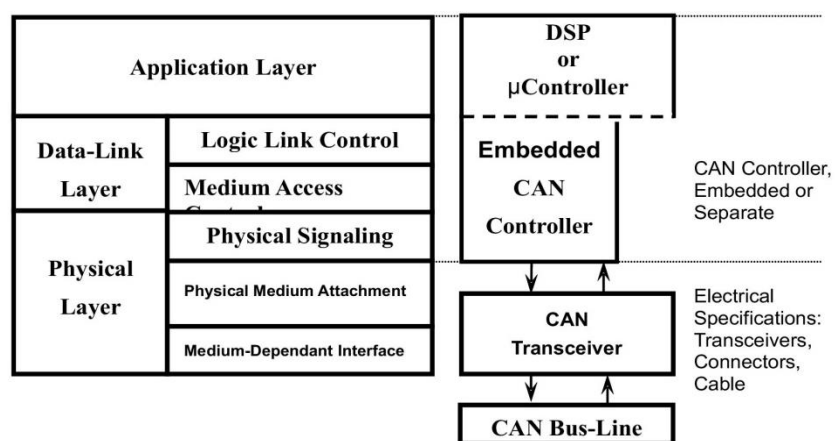 Application Layer
Data-Link
Layer
Logic Link Control
Medium Access
Physical
Layer
Physical Signaling
Physical Medium Attachment
Medium-Dependant Interface
DSP
or
µController
Embedded
CAN
Controller
CAN
Transceiver
CAN Bus-Line
CAN Controller,
Embedded or
Separate
Electrical
Specifications:
Transceivers,
Connectors,
Cable